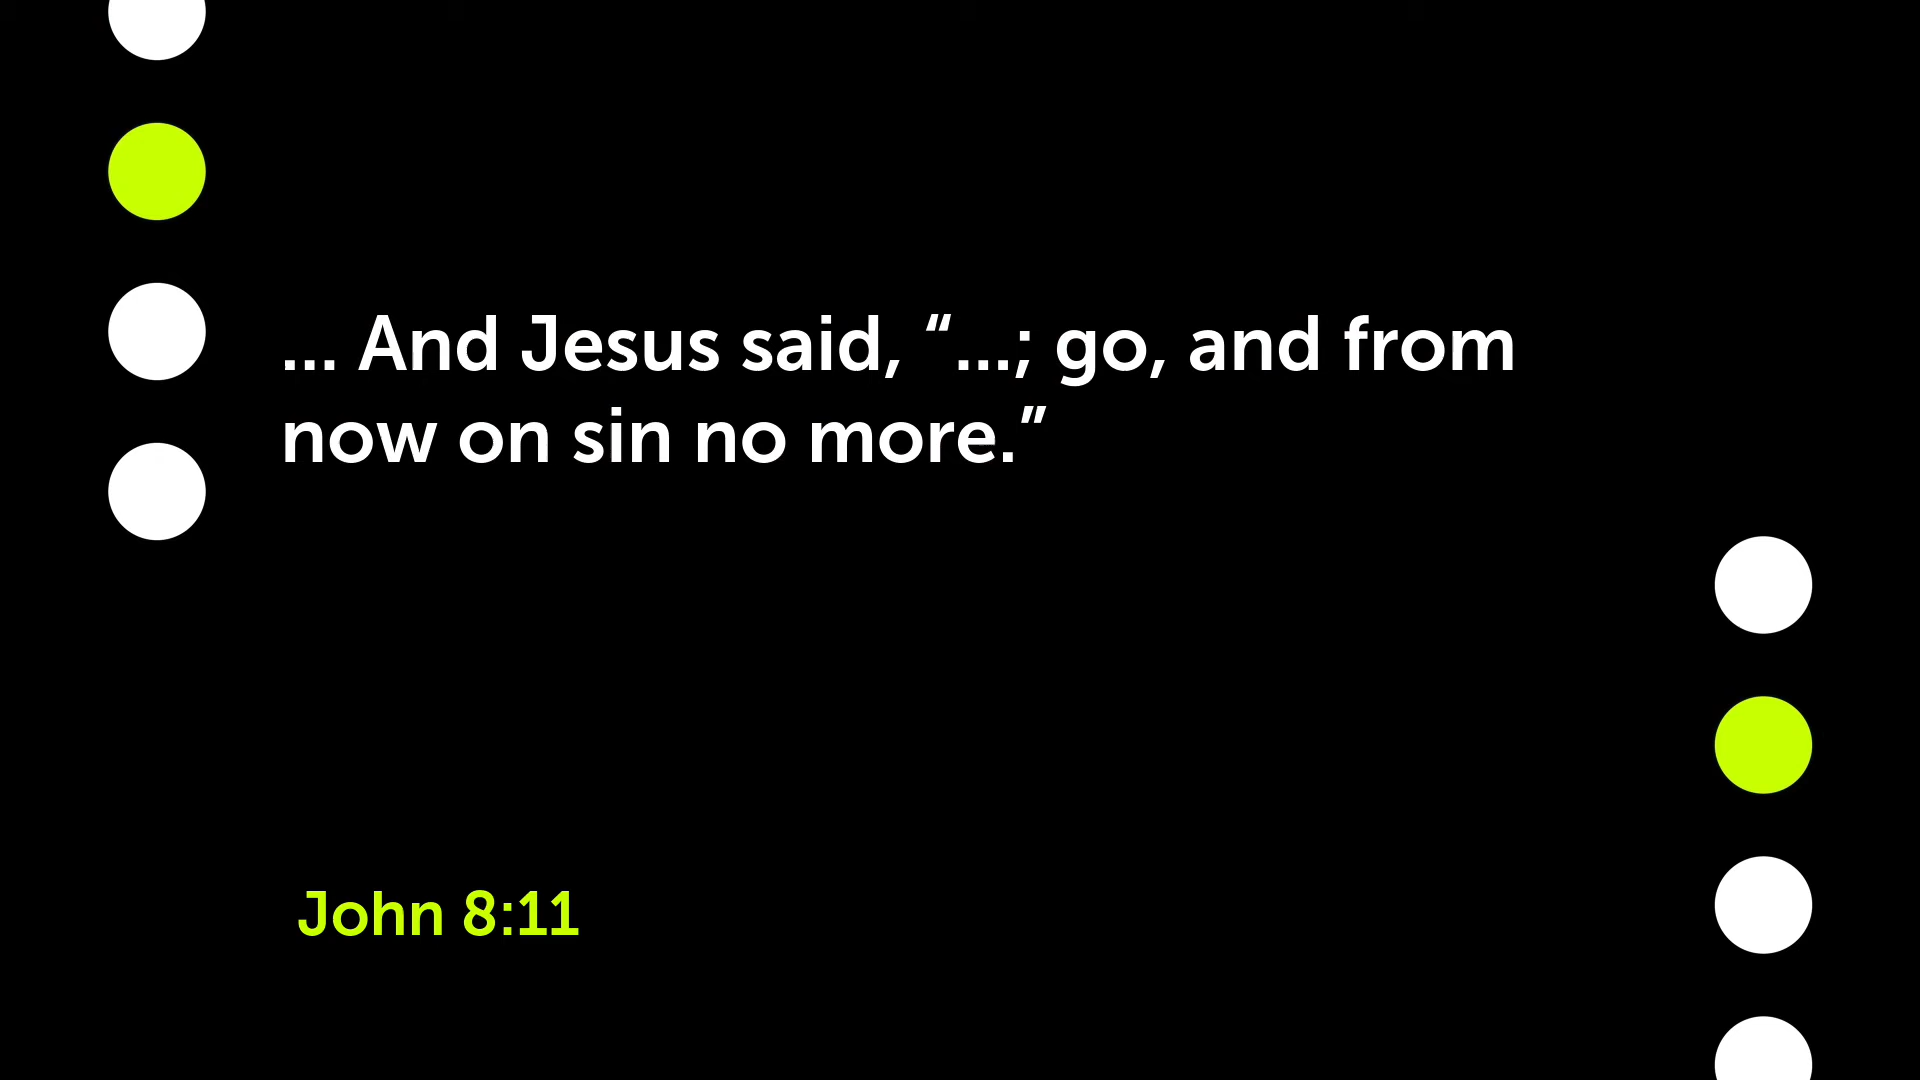 ... And Jesus said, “...; go, and from
now on sin no more.”
John 8:11